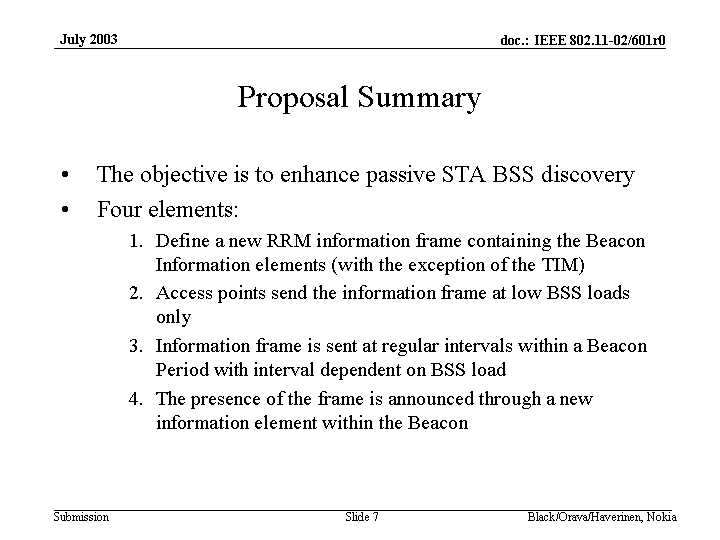 July 2003
doc. : IEEE 802. 11-02/601 r0
Proposal Summary
• The objective is to enhance passive STA BSS discovery
• Four elements:
1. Define a new RRM information frame containing the Beacon
Information elements (with the exception of the TIM)
2. Access points send the information frame at low BSS loads
only
3. Information frame is sent at regular intervals within a Beacon
Period with interval dependent on BSS load
4. The presence of the frame is announced through a new
information element within the Beacon
Submission
Slide 7
Black/Orava/Haverinen, Nokia